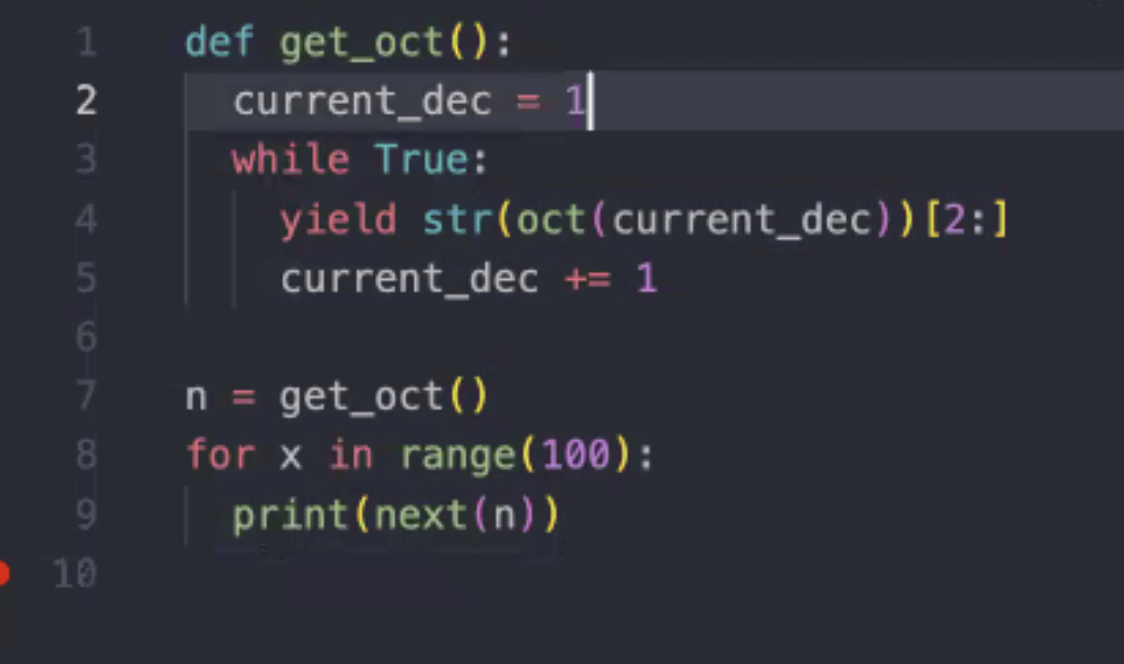 1 def get_oct():
2   current_dec = 1
3   while True:
4     yield str(oct(current_dec))[2:]
5     current_dec += 1
6
7 n = get_oct()
8 for x in range(100):
9   print(next(n))
10